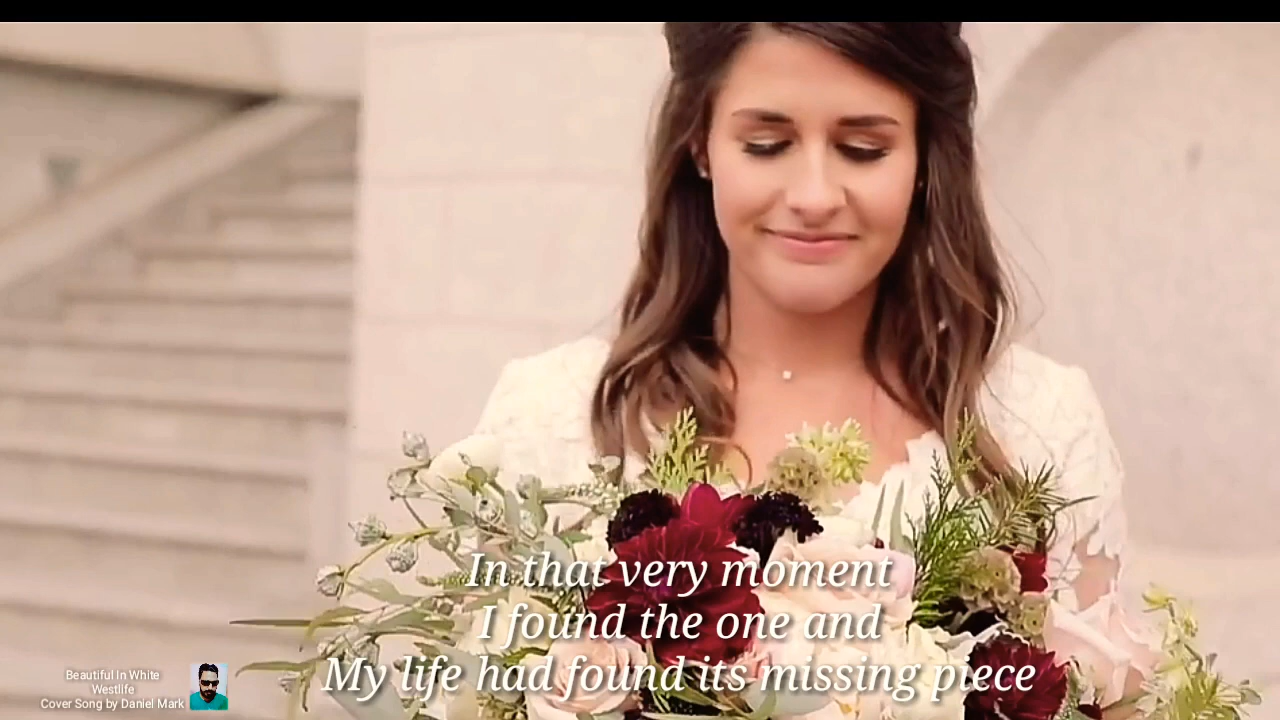 In that very moment
I found the one and
My life had found its missing piece
Beautiful In White
Westlife
Cover Song by Daniel Mark